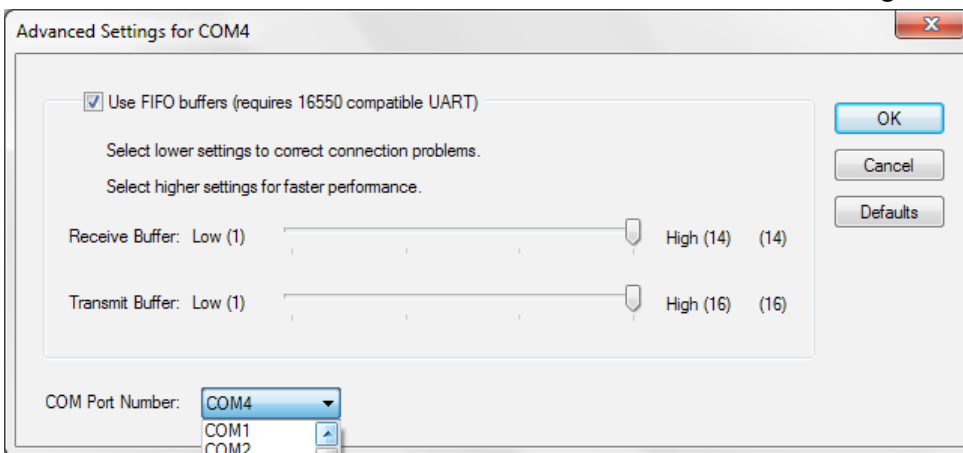 Advanced Settings for COM4
Use FIFO buffers (requires 16550 compatible UART)
OK
Select lower settings to correct connection problems.
Cancel
Select higher settings for faster performance.
Defaults
Receive Buffer: Low (1) High (14) (14)
Transmit Buffer: Low (1) High (16) (16)
COM Port Number: COM4
COM1
COM2